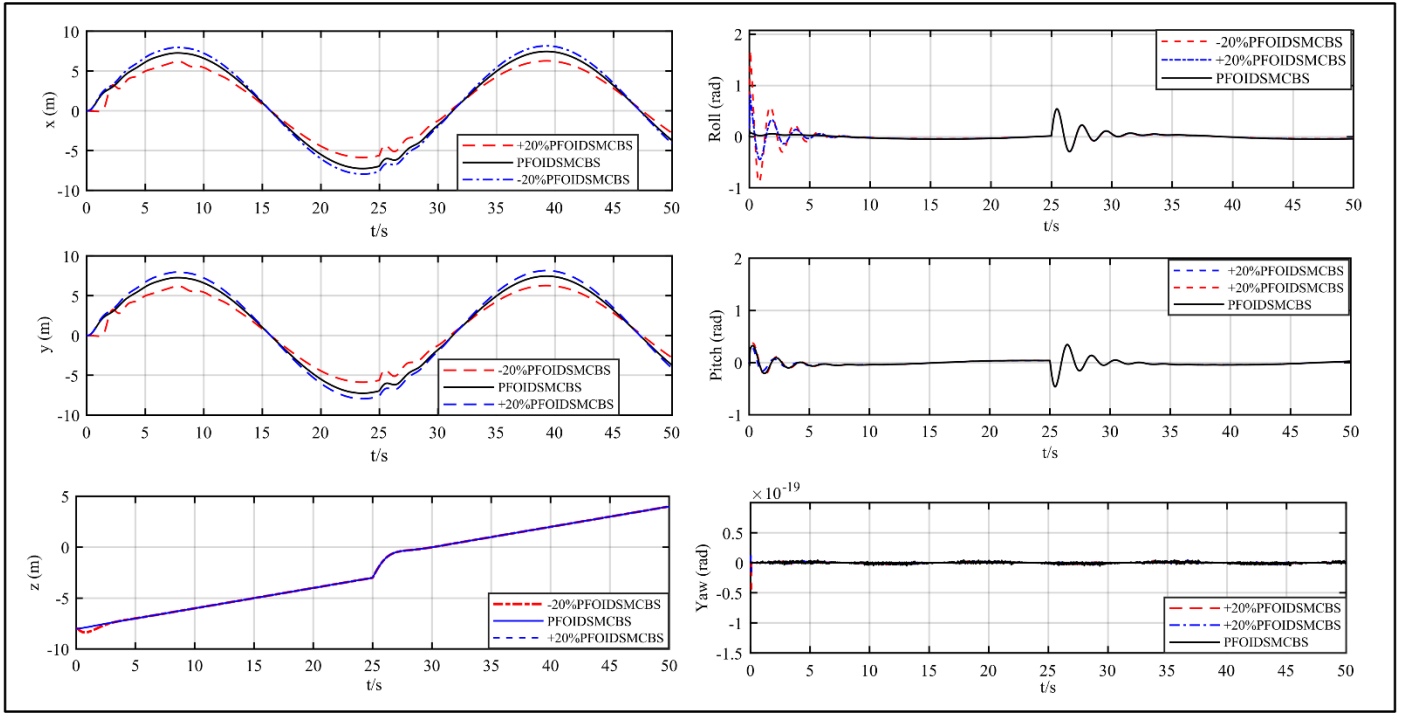 10
5
0
-5
-10
x (m)
+20%PFOIDSMCBS
PFOIDSMCBS
-20%PFOIDSMCBS
0 5 10 15 20 25 30 35 40 45 50
t/s
2
1
0
-1
Roll (rad)
-20%PFOIDSMCBS
+20%PFOIDSMCBS
PFOIDSMCBS
0 5 10 15 20 25 30 35 40 45 50
t/s
10
5
0
-5
-10
y (m)
-20%PFOIDSMCBS
PFOIDSMCBS
+20%PFOIDSMCBS
0 5 10 15 20 25 30 35 40 45 50
t/s
2
1
0
-1
Pitch (rad)
+20%PFOIDSMCBS
+20%PFOIDSMCBS
PFOIDSMCBS
0 5 10 15 20 25 30 35 40 45 50
t/s
5
0
-5
-10
z (m)
-20%PFOIDSMCBS
PFOIDSMCBS
+20%PFOIDSMCBS
0 5 10 15 20 25 30 35 40 45 50
t/s
×10-19
0.5
0
-0.5
-1
-1.5
Yaw (rad)
+20%PFOIDSMCBS
+20%PFOIDSMCBS
PFOIDSMCBS
0 5 10 15 20 25 30 35 40 45 50
t/s